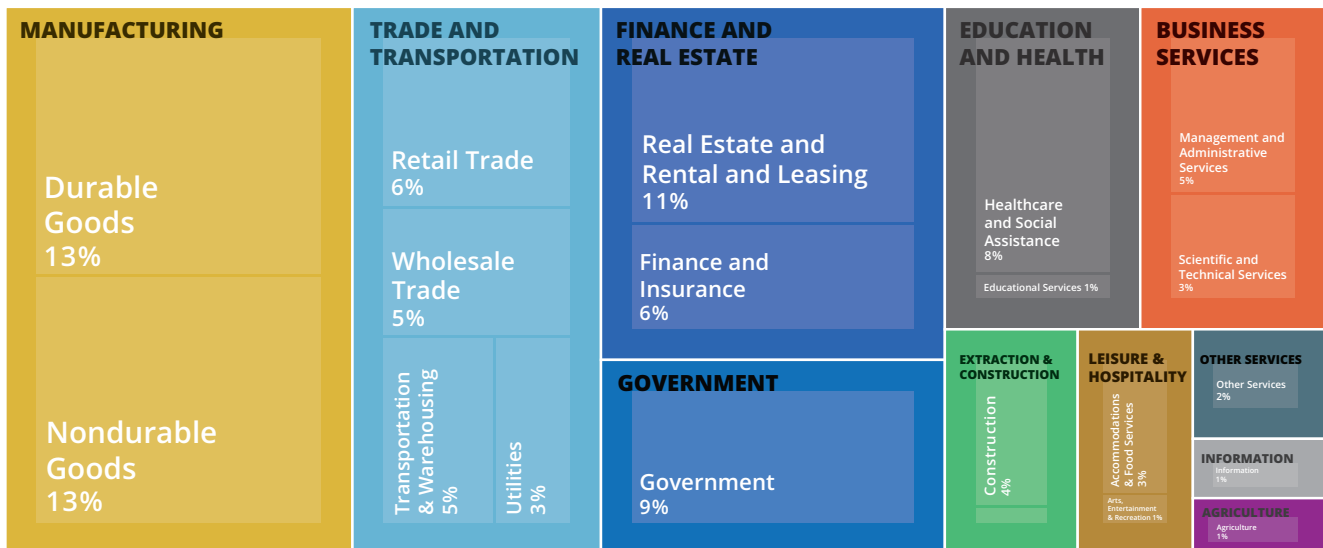 MANUFACTURING
Durable
Goods
13%
Nondurable
Goods
13%
TRADE AND
TRANSPORTATION
Retail Trade
6%
Wholesale
Trade
5%
Transportation
& Warehousing
5%
Utilities
3%
FINANCE AND
REAL ESTATE
Real Estate and
Rental and Leasing
11%
Finance and
Insurance
6%
GOVERNMENT
Government
9%
EDUCATION
AND HEALTH
Healthcare
and Social
Assistance
8%
Educational Services 1%
BUSINESS
SERVICES
Management and
Administrative
Services
5%
Scientific and
Technical Services
3%
EXTRACTION &
CONSTRUCTION
Construction
4%
LEISURE &
HOSPITALITY
Accommodations
& Food Services
3%
Arts,
Entertainment
& Recreation 1%
OTHER SERVICES
Other Services
2%
INFORMATION
Information
1%
AGRICULTURE
Agriculture
1%